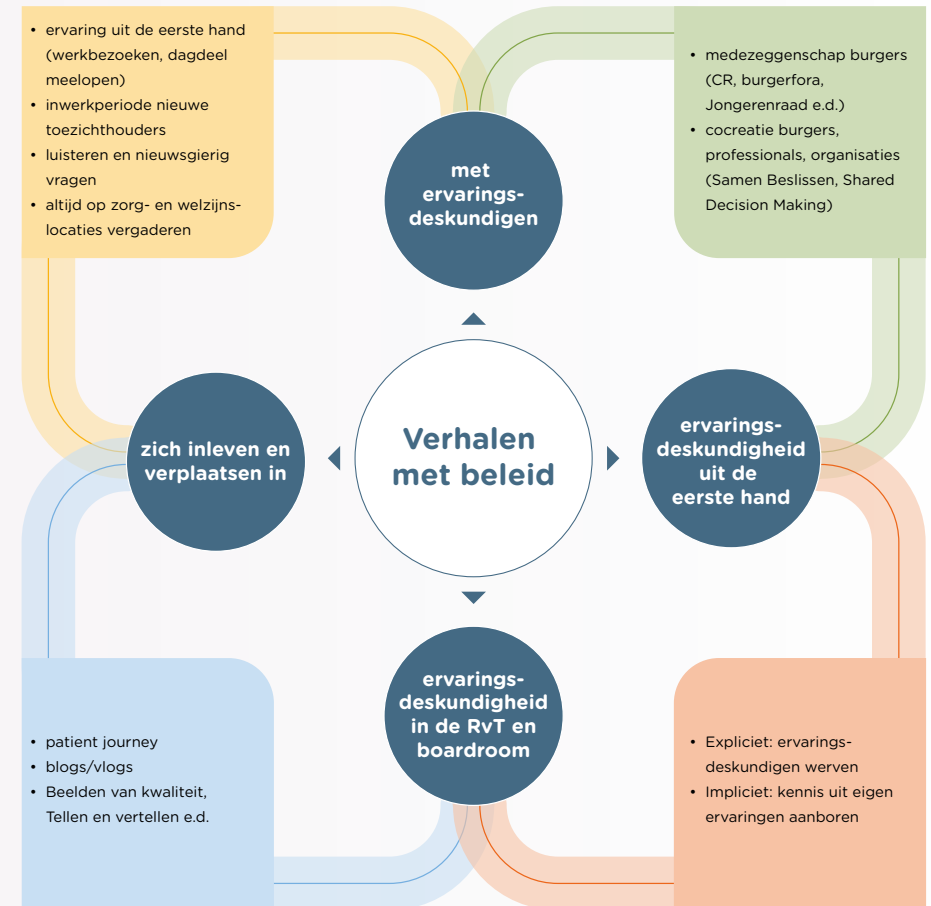 • ervaring uit de eerste hand
(werkbezoeken, dagdeel
meelopen)
• inwerkperiode nieuwe
toezichthouders
• luisteren en nieuwsgierig
vragen
• altijd op zorg- en welzijns-
locaties vergaderen
met
ervarings-
deskundigen
• medezeggenschap burgers
(CR, burgerfora,
Jongerenraad e.d.)
• cocreatie burgers,
professionals, organisaties
(Samen Beslissen, Shared
Decision Making)
zich inleven en
verplaatsen in
Verhalen
met beleid
ervarings-
deskundigheid
uit de
eerste hand
• patient journey
• blogs/vlogs
• Beelden van kwaliteit,
Tellen en vertellen e.d.
ervarings-
deskundigheid
in de RvT en
boardroom
• Expliciet: ervarings-
deskundigen werven
• Impliciet: kennis uit eigen
ervaringen aanboren